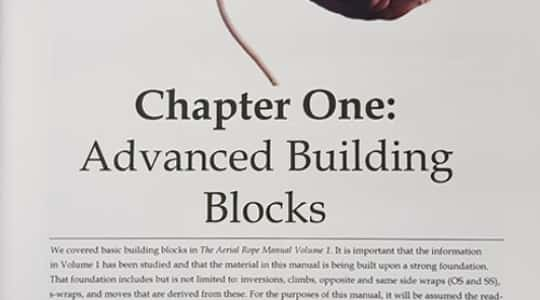 Chapter One:
Advanced Building
Blocks
We covered basic building blocks in The Aerial Rope Manual Volume 1. It is important that the information
in Volume 1 has been studied and that the material in this manual is being built upon a strong foundation.
That foundation includes but is not limited to: inversions, climbs, opposite and same side wraps (OS and SS),
s-wraps, and moves that are derived from these. For the purposes of this manual, it will be assumed the read-